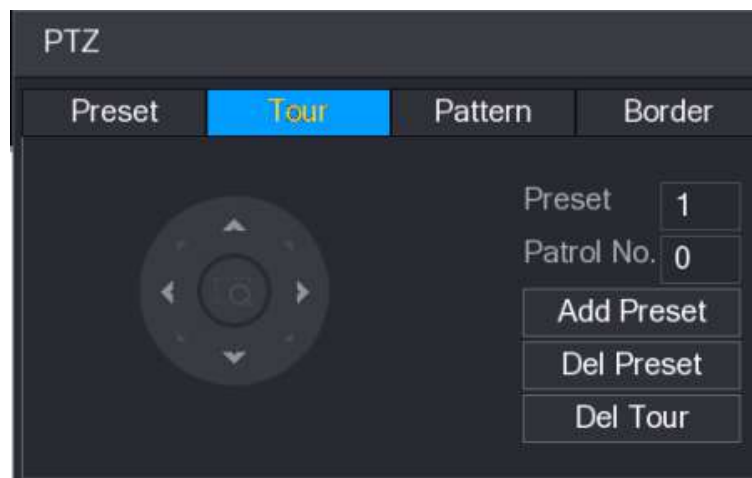 PTZ
Preset Tour Pattern Border
Preset 1
Patrol No. 0
Add Preset
Del Preset
Del Tour